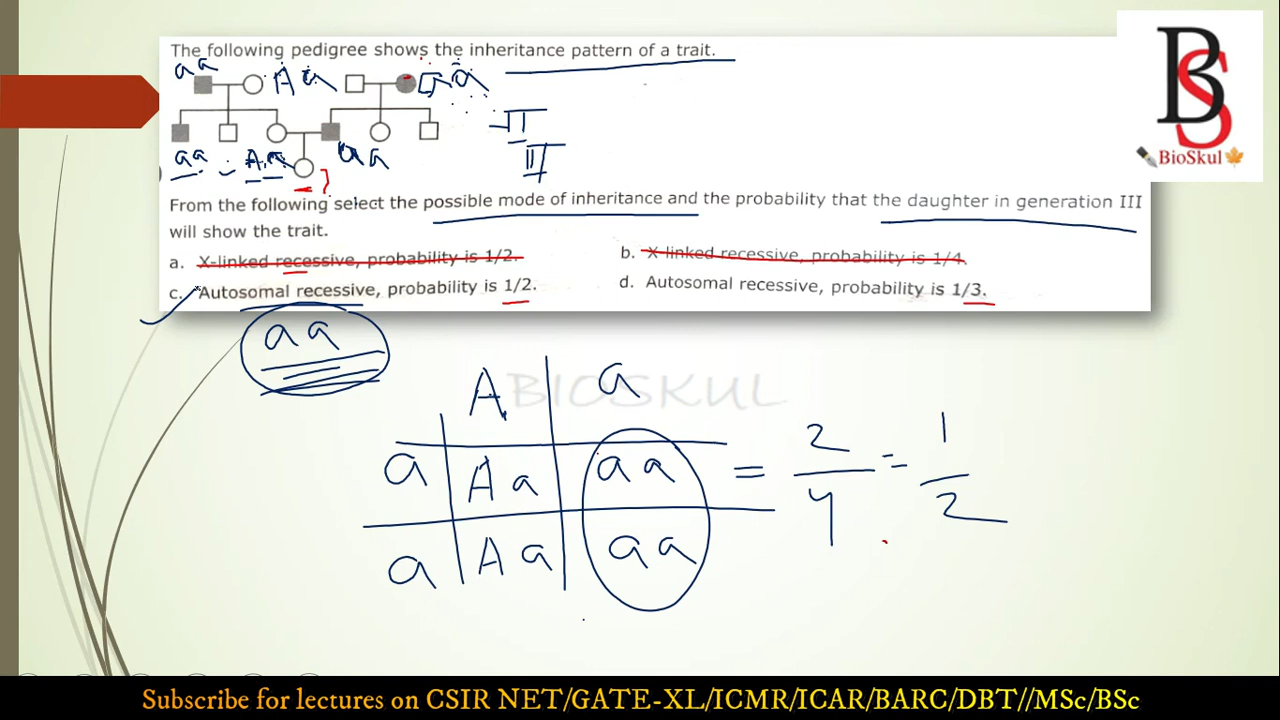 The following pedigree shows the inheritance pattern of a trait.
aa
Aa
aa
II
III
aa
Aa
aa
From the following select the possible mode of inheritance and the probability that the daughter in generation III
will show the trait.
a. X-linked recessive, probability is 1/2.
b. X-linked recessive, probability is 1/4.
c. Autosomal recessive, probability is 1/2.
d. Autosomal recessive, probability is 1/3.
aa
BIOSKUL
A a
a Aa aa = 2/4 = 1/2
a Aa aa
BS
BioSkul
Subscribe for lectures on CSIR NET/GATE-XL/ICMR/ICAR/BARC/DBT//MSc/BSc